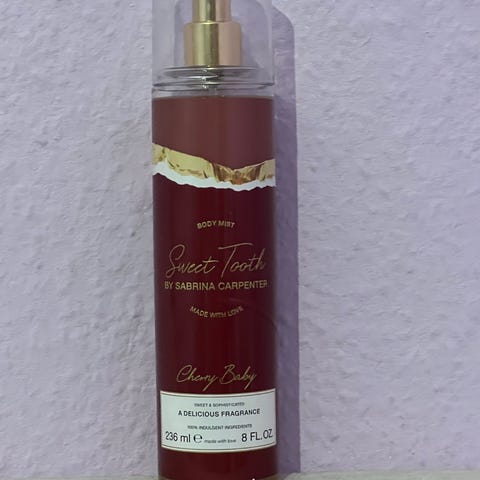 BODY MIST
Sweet Tooth
BY SABRINA CARPENTER
MADE WITH LOVE
Cherry Baby
SWEET & SOPHISTICATED
A DELICIOUS FRAGRANCE
100% INDULGENT INGREDIENTS
236 ml ℮ made with love 8 FL.OZ.